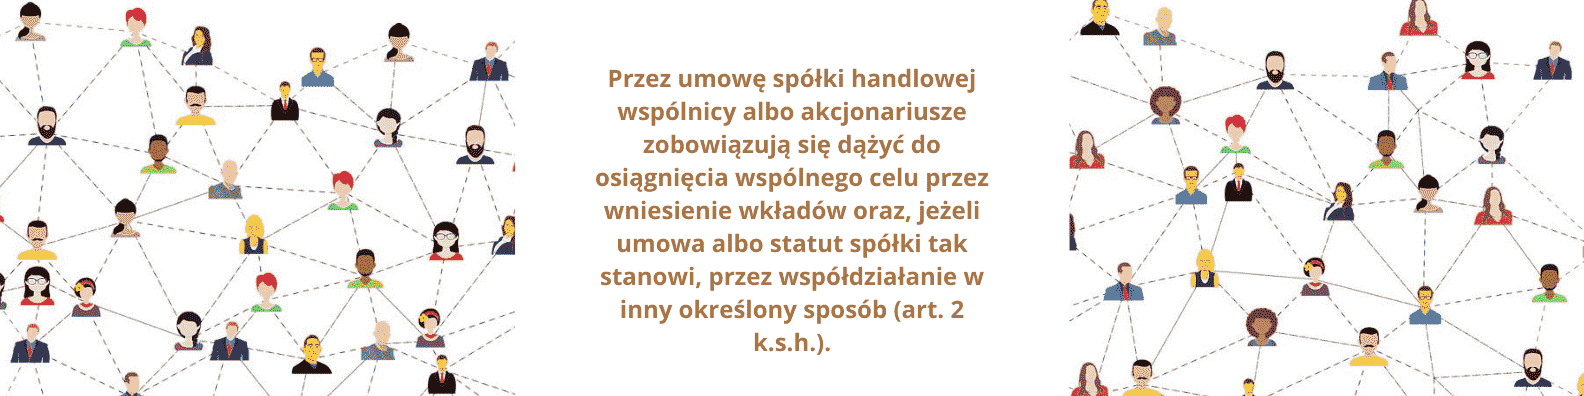 Przez umowę spółki handlowej
wspólnicy albo akcjonariusze
zobowiązują się dążyć do
osiągnięcia wspólnego celu przez
wniesienie wkładów oraz, jeżeli
umowa albo statut spółki tak
stanowi, przez współdziałanie w
inny określony sposób (art. 2
k.s.h.).